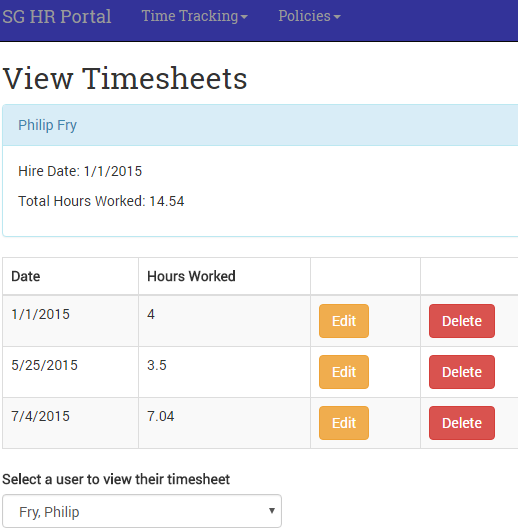 SG HR Portal Time Tracking Policies
View Timesheets
Philip Fry
Hire Date: 1/1/2015
Total Hours Worked: 14.54
Date Hours Worked
1/1/2015 4 Edit Delete
5/25/2015 3.5 Edit Delete
7/4/2015 7.04 Edit Delete
Select a user to view their timesheet
Fry, Philip